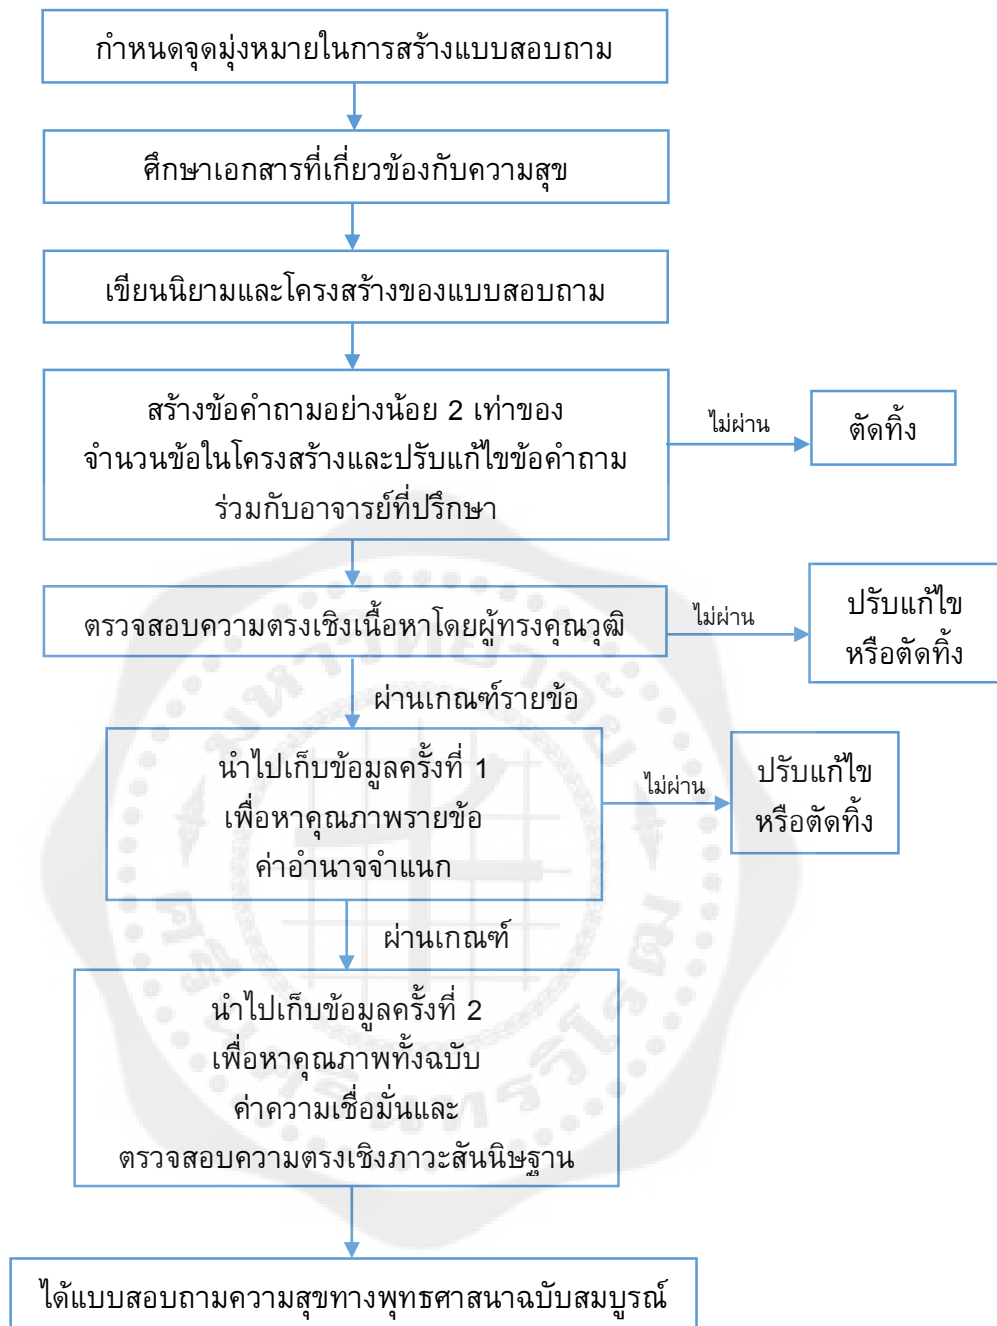 กำหนดจุดมุ่งหมายในการสร้างแบบสอบถาม
ศึกษาเอกสารที่เกี่ยวข้องกับความสุข
เขียนนิยามและโครงสร้างของแบบสอบถาม
สร้างข้อคำถามอย่างน้อย 2 เท่าของ
จำนวนข้อในโครงสร้างและปรับแก้ไขข้อคำถาม
ร่วมกับอาจารย์ที่ปรึกษา
ไม่ผ่าน
ตัดทิ้ง
ตรวจสอบความตรงเชิงเนื้อหาโดยผู้ทรงคุณวุฒิ
ไม่ผ่าน
ปรับแก้ไข
หรือตัดทิ้ง
ผ่านเกณฑ์รายข้อ
นำไปเก็บข้อมูลครั้งที่ 1
เพื่อหาคุณภาพรายข้อ
ค่าอำนาจจำแนก
ไม่ผ่าน
ปรับแก้ไข
หรือตัดทิ้ง
ผ่านเกณฑ์
นำไปเก็บข้อมูลครั้งที่ 2
เพื่อหาคุณภาพทั้งฉบับ
ค่าความเชื่อมั่นและ
ตรวจสอบความตรงเชิงภาวะสันนิษฐาน
ได้แบบสอบถามความสุขทางพุทธศาสนาฉบับสมบูรณ์
มหาวิทยาลัย
ศรีนครินทรวิโรฒ